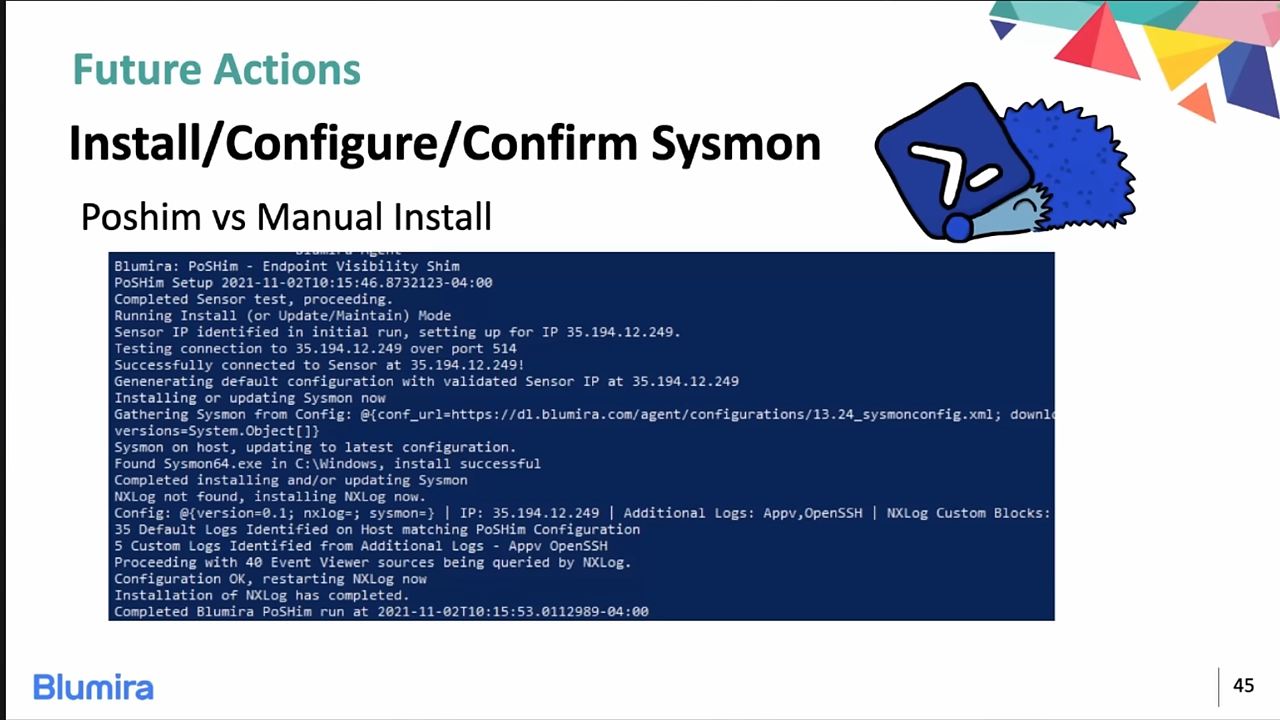 Future Actions
Install/Configure/Confirm Sysmon
Poshim vs Manual Install
Blumira: PoSHim - Endpoint Visibility Shim
PoSHim Setup 2021-11-02T10:15:46.8732123-04:00
Completed Sensor test, proceeding.
Running Install (or Update/Maintain) Mode
Sensor IP identified in initial run, setting up for IP 35.194.12.249.
Testing connection to 35.194.12.249 over port 514
Successfully connected to Sensor at 35.194.12.249!
Genenerating default configuration with validated Sensor IP at 35.194.12.249
Installing or updating Sysmon now
Gathering Sysmon from Config: @{conf_url=https://dl.blumira.com/agent/configurations/13.24_sysmonconfig.xml; downlo
versions=System.Object[]}
Sysmon on host, updating to latest configuration.
Found Sysmon64.exe in C:\Windows, install successful
Completed installing and/or updating Sysmon
NXLog not found, installing NXLog now.
Config: @{version=0.1; nxlog=; sysmon=} | IP: 35.194.12.249 | Additional Logs: Appv,OpenSSH | NXLog Custom Blocks:
35 Default Logs Identified on Host matching PoSHim Configuration
5 Custom Logs Identified from Additional Logs - Appv OpenSSH
Proceeding with 40 Event Viewer sources being queried by NXLog.
Configuration OK, restarting NXLog now
Installation of NXLog has completed.
Completed Blumira PoSHim run at 2021-11-02T10:15:53.0112989-04:00
Blumira
45